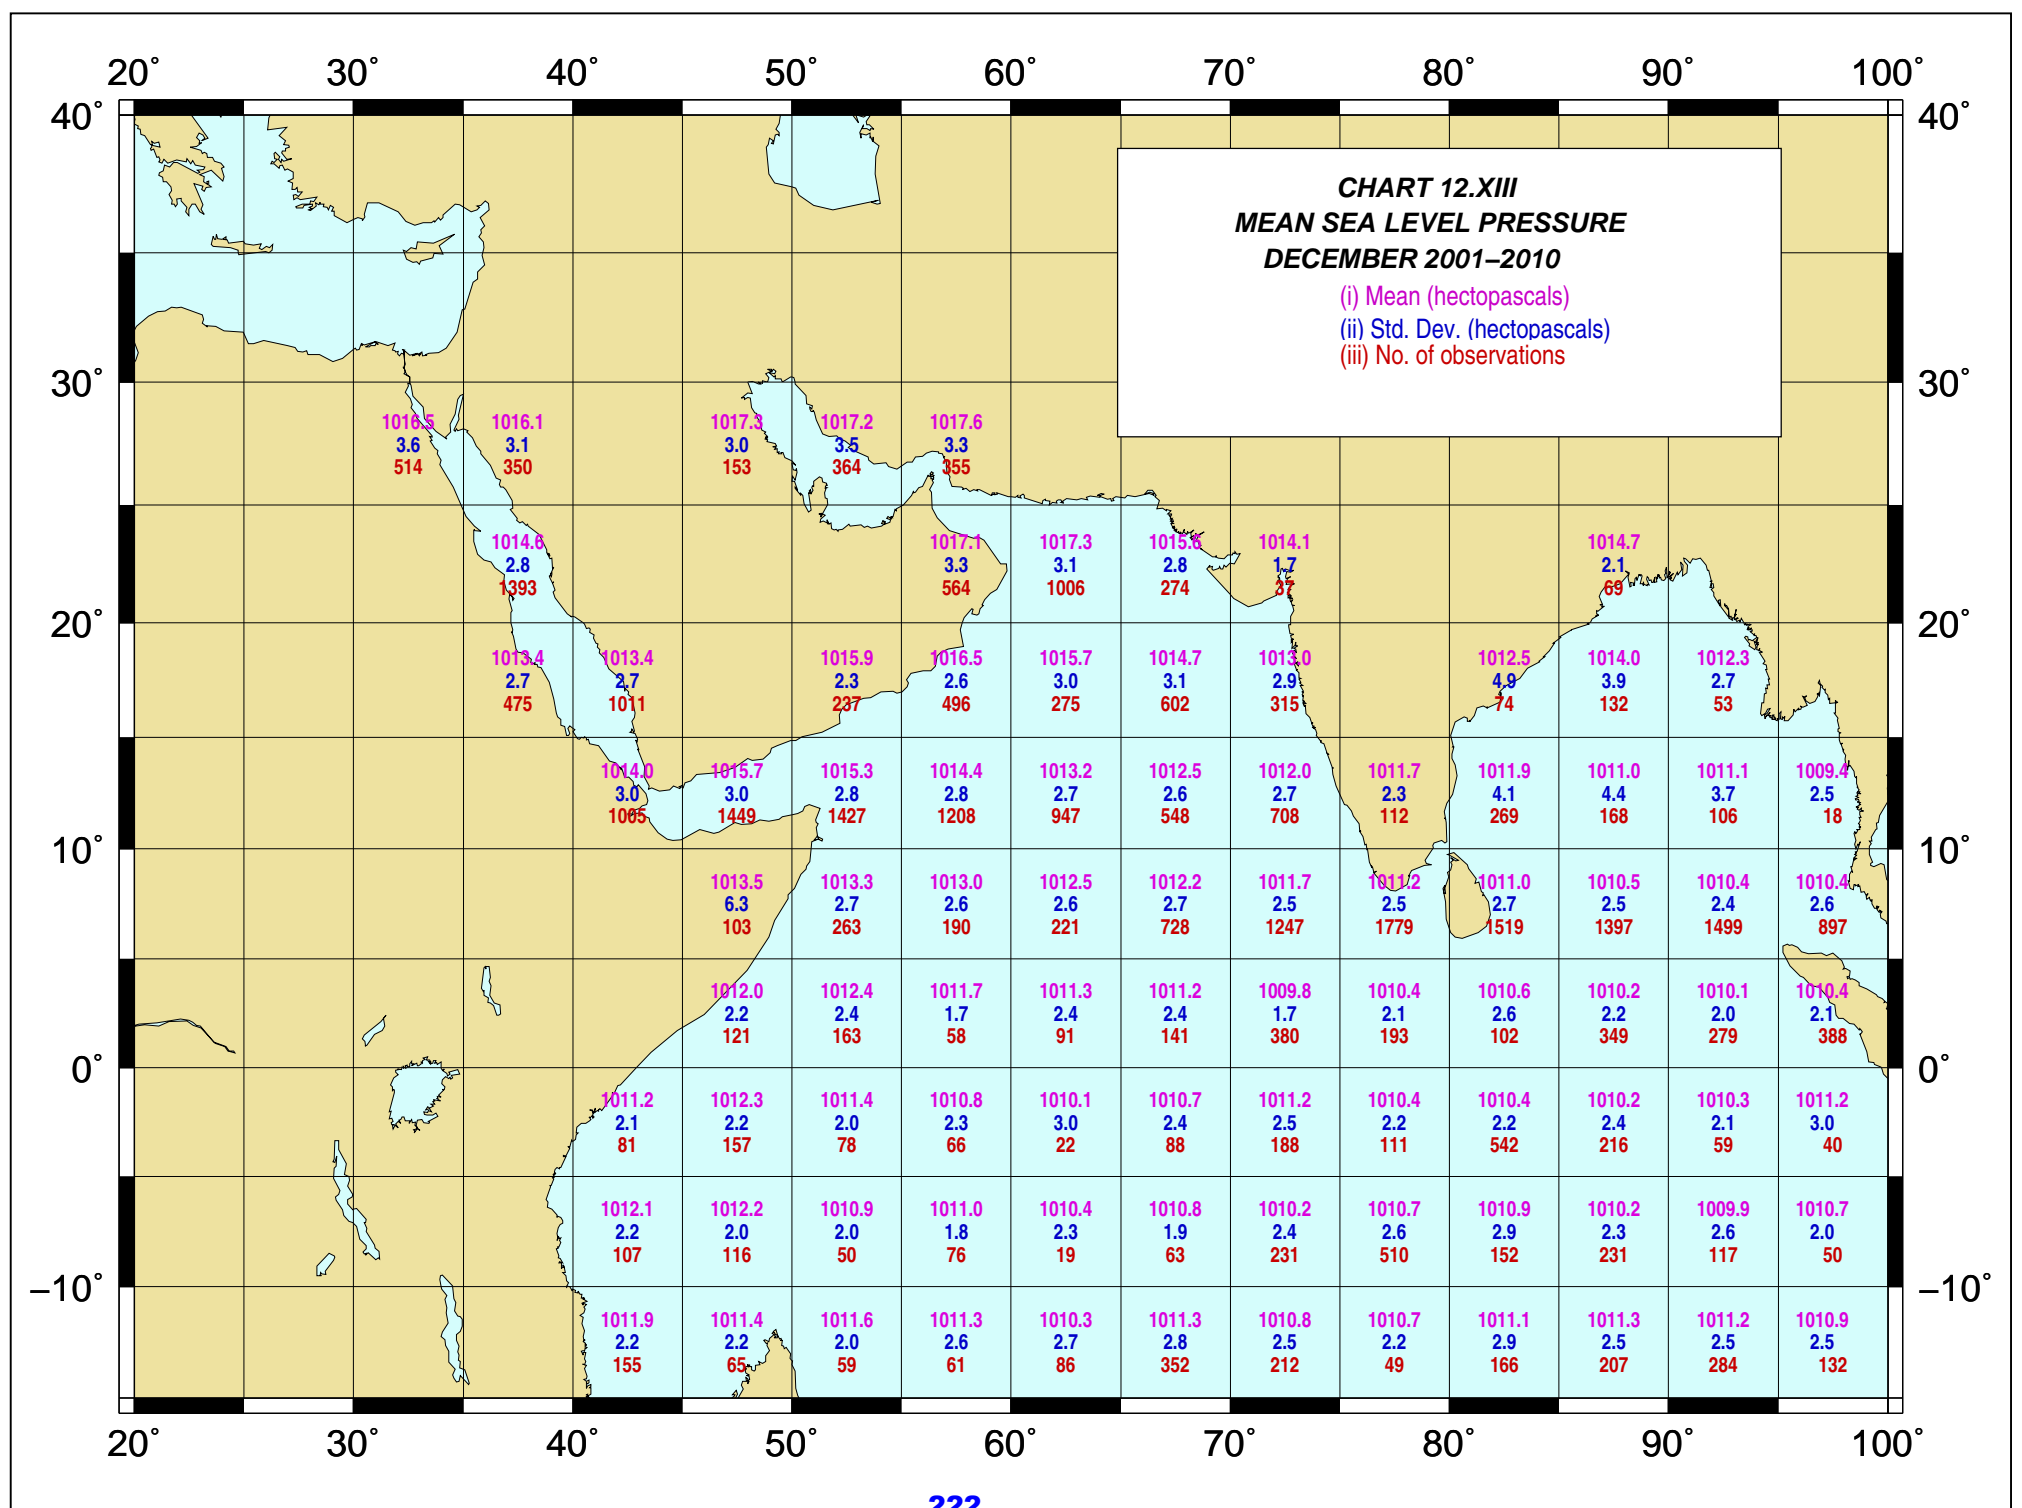 20° 30° 40° 50° 60° 70° 80° 90° 100°
40° 40°
CHART 12.XIII
MEAN SEA LEVEL PRESSURE
DECEMBER 2001–2010
(i) Mean (hectopascals)
(ii) Std. Dev. (hectopascals)
(iii) No. of observations
30° 30°
1016.5 1016.1 1017.3 1017.2 1017.6
3.6 3.1 3.0 3.5 3.3
514 350 153 364 355
1014.6 1017.1 1017.3 1015.6 1014.1 1014.7
2.8 3.3 3.1 2.8 1.7 2.1
1393 564 1006 274 37 69
20° 20°
1013.4 1013.4 1015.9 1016.5 1015.7 1014.7 1013.0 1012.5 1014.0 1012.3
2.7 2.7 2.3 2.6 3.0 3.1 2.9 4.9 3.9 2.7
475 1011 237 496 275 602 315 74 132 53
1014.0 1015.7 1015.3 1014.4 1013.2 1012.5 1012.0 1011.7 1011.9 1011.0 1011.1 1009.4
3.0 3.0 2.8 2.8 2.7 2.6 2.7 2.3 4.1 4.4 3.7 2.5
1005 1449 1427 1208 947 548 708 112 269 168 106 18
10° 10°
1013.5 1013.3 1013.0 1012.5 1012.2 1011.7 1011.2 1011.0 1010.5 1010.4 1010.4
6.3 2.7 2.6 2.6 2.7 2.5 2.5 2.7 2.5 2.4 2.6
103 263 190 221 728 1247 1779 1519 1397 1499 897
1012.0 1012.4 1011.7 1011.3 1011.2 1009.8 1010.4 1010.6 1010.2 1010.1 1010.4
2.2 2.4 1.7 2.4 2.4 1.7 2.1 2.6 2.2 2.0 2.1
121 163 58 91 141 380 193 102 349 279 388
0° 0°
1011.2 1012.3 1011.4 1010.8 1010.1 1010.7 1011.2 1010.4 1010.4 1010.2 1010.3 1011.2
2.1 2.2 2.0 2.3 3.0 2.4 2.5 2.2 2.2 2.4 2.1 3.0
81 157 78 66 22 88 188 111 542 216 59 40
1012.1 1012.2 1010.9 1011.0 1010.4 1010.8 1010.2 1010.7 1010.9 1010.2 1009.9 1010.7
2.2 2.0 2.0 1.8 2.3 1.9 2.4 2.6 2.9 2.3 2.6 2.0
107 116 50 76 19 63 231 510 152 231 117 50
–10° –10°
1011.9 1011.4 1011.6 1011.3 1010.3 1011.3 1010.8 1010.7 1011.1 1011.3 1011.2 1010.9
2.2 2.2 2.0 2.6 2.7 2.8 2.5 2.2 2.9 2.5 2.5 2.5
155 65 59 61 86 352 212 49 166 207 284 132
20° 30° 40° 50° 60° 70° 80° 90° 100°
222